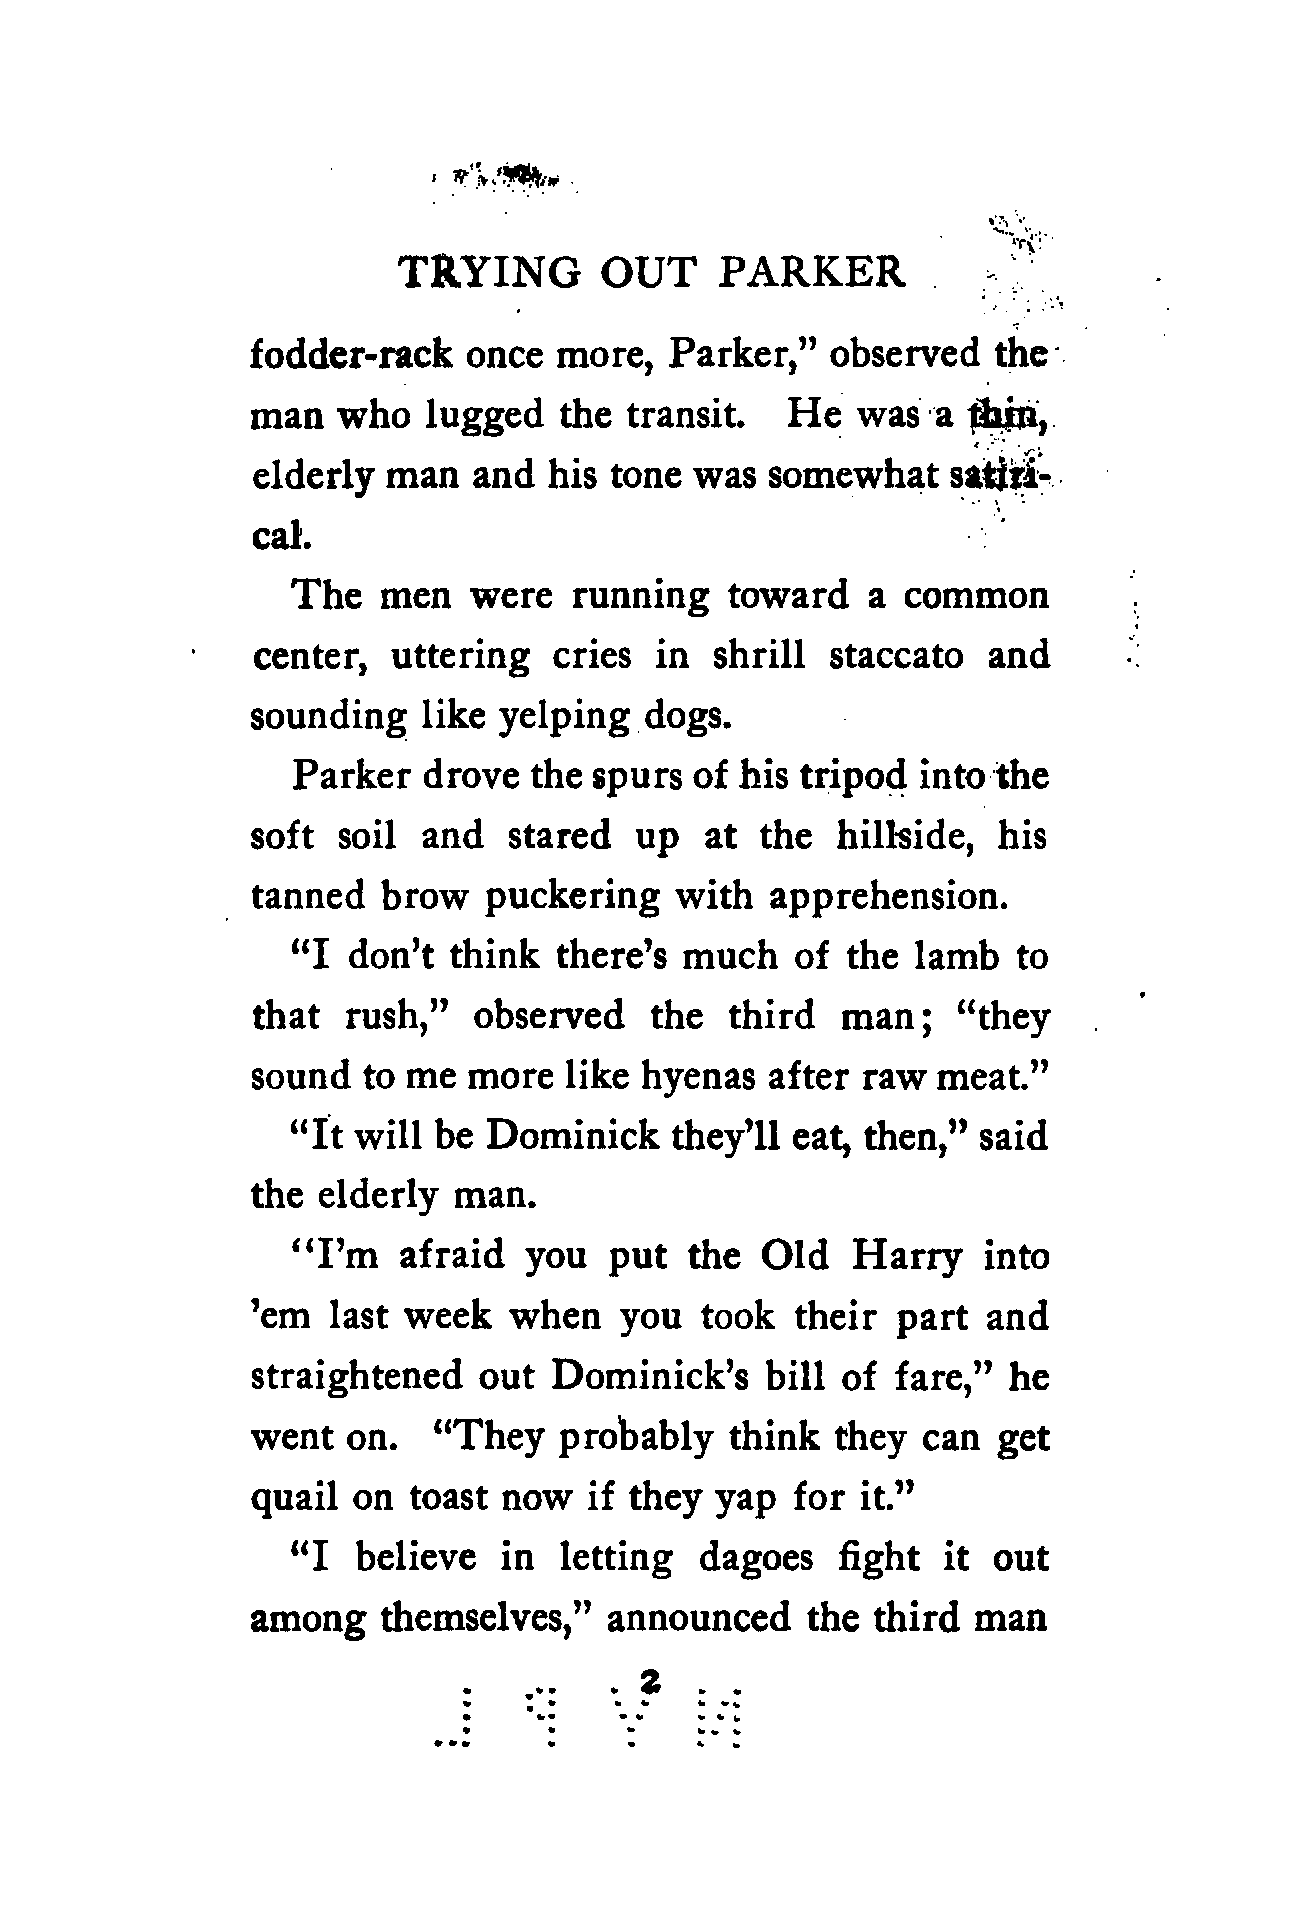 TRYING OUT PARKER
fodder-rack once more, Parker,” observed the
man who lugged the transit. He was a thin,
elderly man and his tone was somewhat satiri-
cal.
The men were running toward a common
center, uttering cries in shrill staccato and
sounding like yelping dogs.
Parker drove the spurs of his tripod into the
soft soil and stared up at the hillside, his
tanned brow puckering with apprehension.
“I don’t think there’s much of the lamb to
that rush,” observed the third man; “they
sound to me more like hyenas after raw meat.”
“It will be Dominick they’ll eat, then,” said
the elderly man.
“I’m afraid you put the Old Harry into
’em last week when you took their part and
straightened out Dominick’s bill of fare,” he
went on. “They probably think they can get
quail on toast now if they yap for it.”
“I believe in letting dagoes fight it out
among themselves,” announced the third man
2